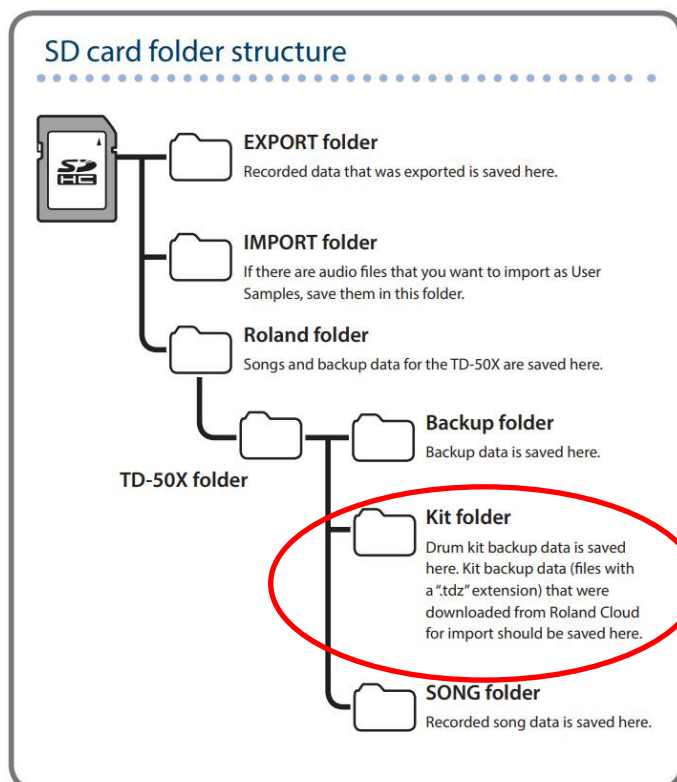 SD card folder structure
SD
HC
EXPORT folder
Recorded data that was exported is saved here.
IMPORT folder
If there are audio files that you want to import as User
Samples, save them in this folder.
Roland folder
Songs and backup data for the TD-50X are saved here.
TD-50X folder
Backup folder
Backup data is saved here.
Kit folder
Drum kit backup data is saved
here. Kit backup data (files with
a “.tdz” extension) that were
downloaded from Roland Cloud
for import should be saved here.
SONG folder
Recorded song data is saved here.